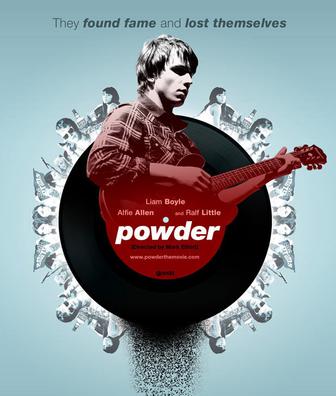 They found fame and lost themselves
Liam Boyle
Alfie Allen and Ralf Little
powder
Directed by Mark Elliott
www.powderthemovie.com